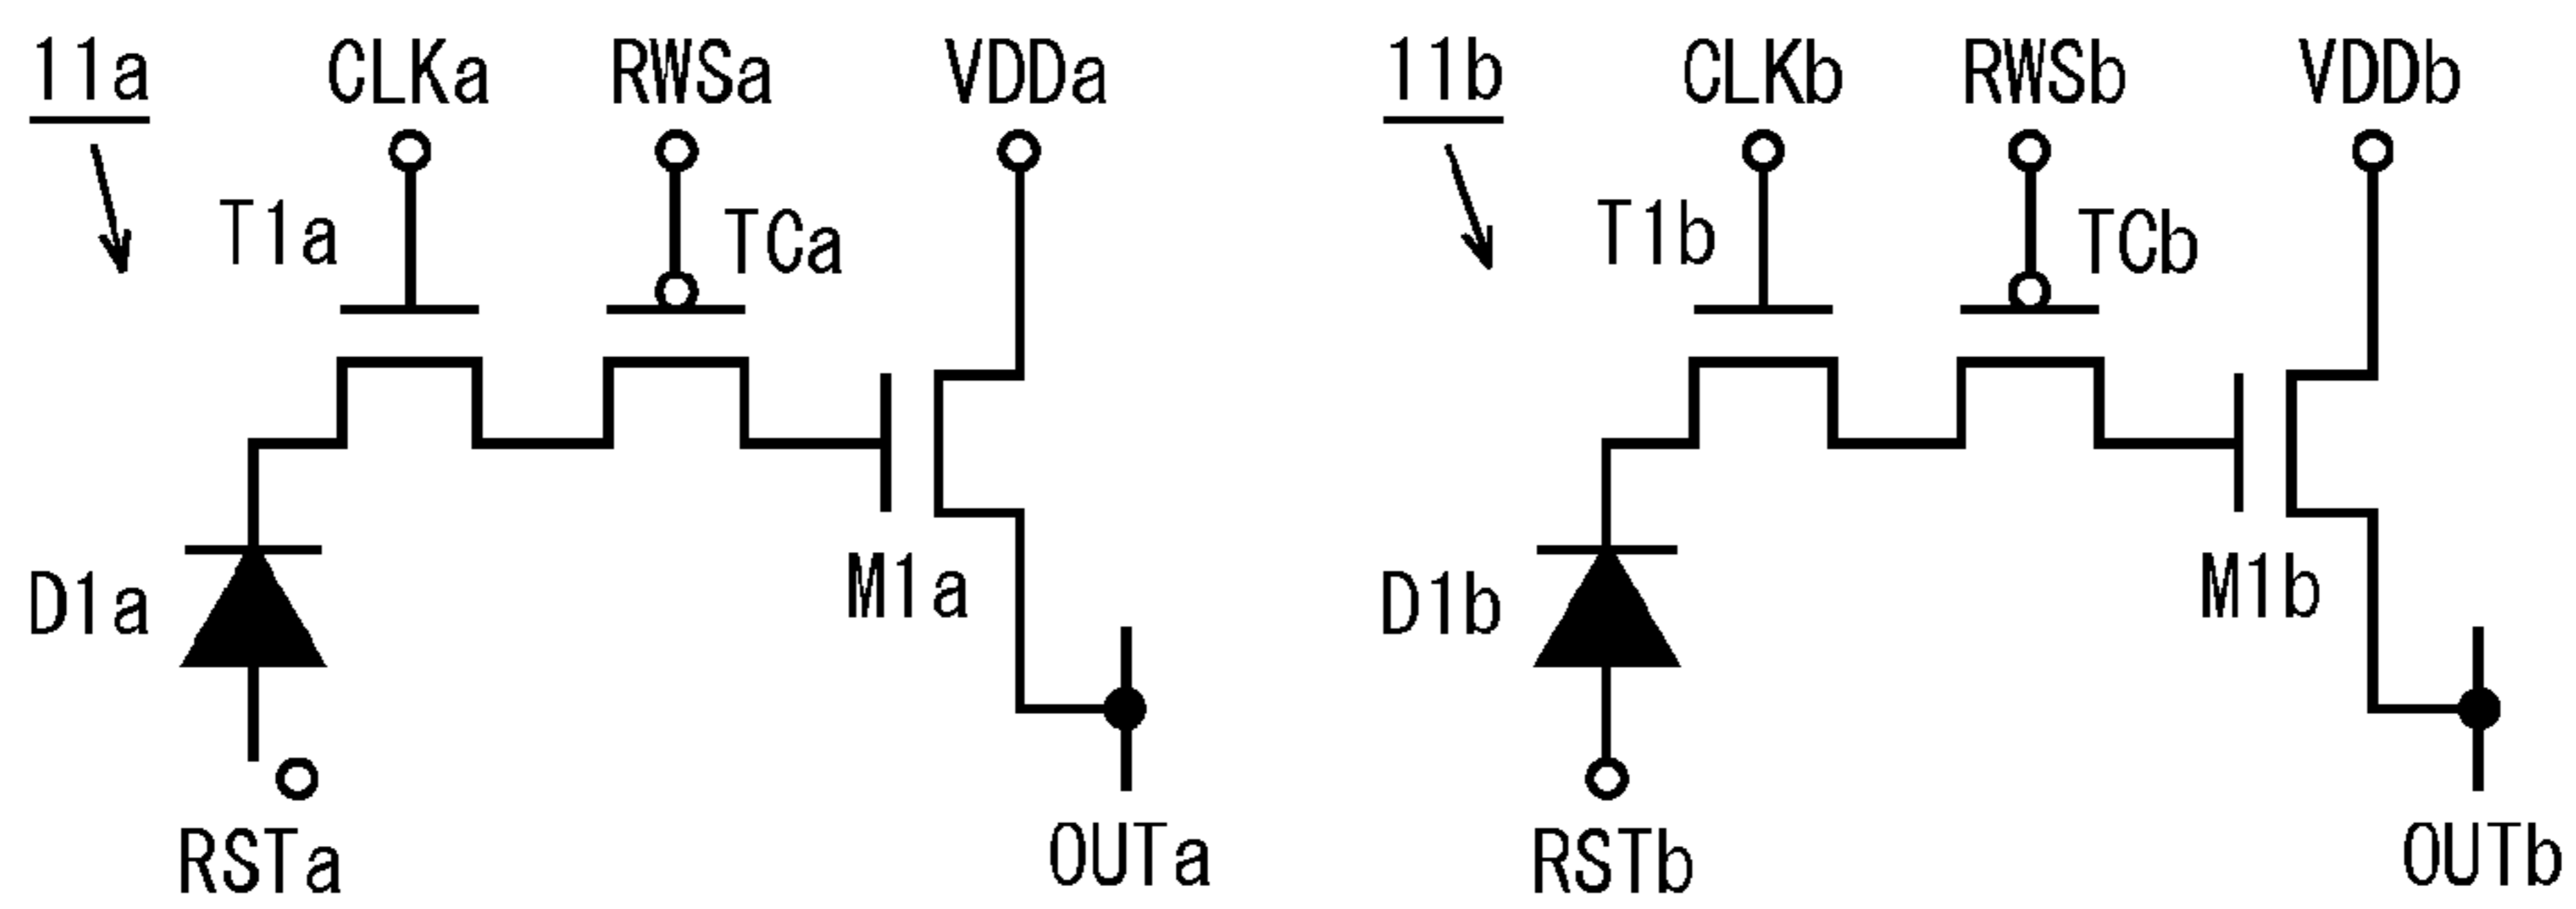 11a CLKa RWSa VDDa 11b CLKb RWSb VDDb
T1a TCa T1b TCb
D1a M1a D1b M1b
RSTa OUTa RSTb OUTb